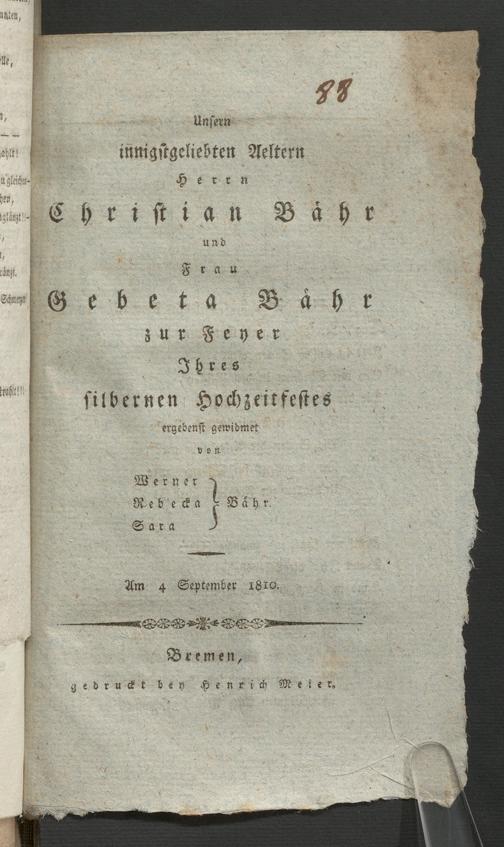 88
Unsern
innigstgeliebten Aeltern
Herrn
Christian Bähr
und
Frau
Gebeta Bähr
zur Feyer
Ihres
silbernen Hochzeitfestes
ergebenst gewidmet
von
Werner
Rebecka } Bähr.
Sara
Am 4 September 1810.
Bremen,
gedruckt bey Henrich Meier.